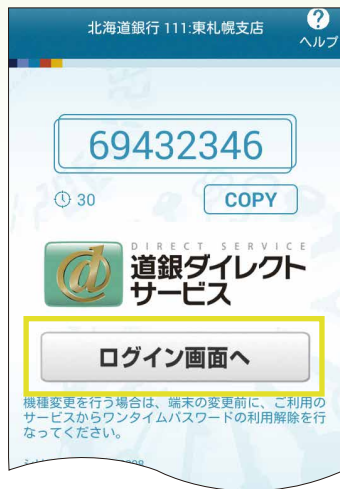 北海道銀行 111:東札幌支店
?
ヘルプ
69432346
30
COPY
DIRECT SERVICE
道銀ダイレクト
サービス
ログイン画面へ
機種変更を行う場合は、端末の変更前に、ご利用の
サービスからワンタイムパスワードの利用解除を行
なってください。